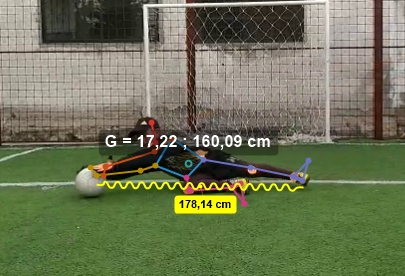 G = 17,22 ; 160,09 cm
178,14 cm